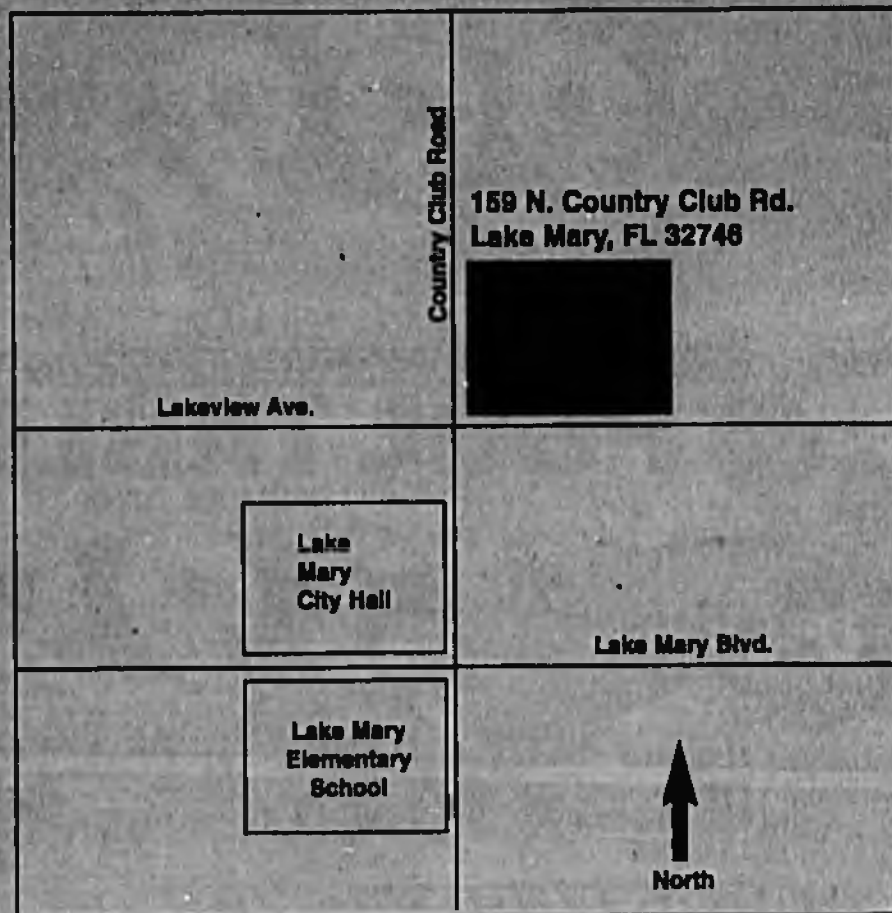 Country Club Road
159 N. Country Club Rd.
Lake Mary, FL 32746
Lakeview Ave.
Lake
Mary
City Hall
Lake Mary Blvd.
Lake Mary
Elementary
School
North